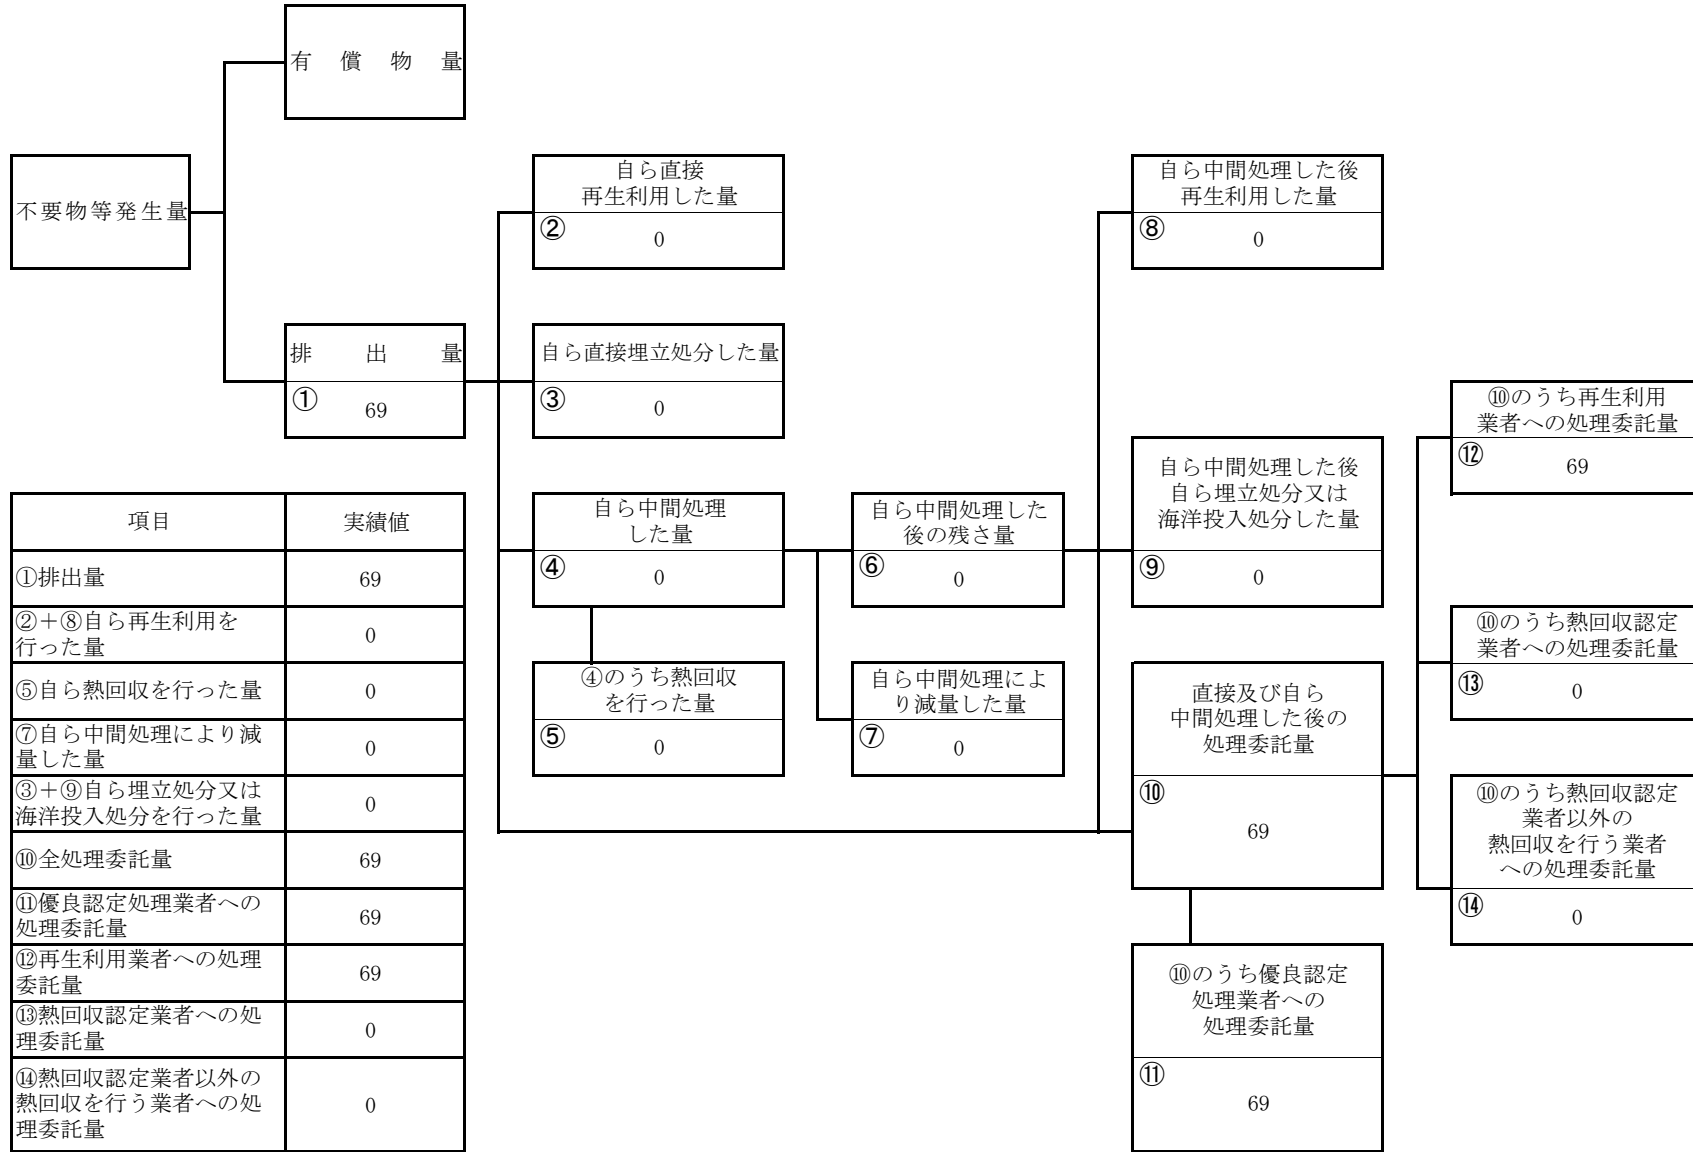 有償物量
不要物等発生量
排出量
①
69
自ら直接
再生利用した量
②
0
自ら直接埋立処分した量
③
0
自ら中間処理
した量
④
0
④のうち熱回収
を行った量
⑤
0
自ら中間処理した
後の残さ量
⑥
0
自ら中間処理によ
り減量した量
⑦
0
自ら中間処理した後
再生利用した量
⑧
0
自ら中間処理した後
自ら埋立処分又は
海洋投入処分した量
⑨
0
直接及び自ら
中間処理した後の
処理委託量
⑩
69
⑩のうち優良認定
処理業者への
処理委託量
⑪
69
⑩のうち再生利用
業者への処理委託量
⑫
69
⑩のうち熱回収認定
業者への処理委託量
⑬
0
⑩のうち熱回収認定
業者以外の
熱回収を行う業者
への処理委託量
⑭
0
項目 実績値
①排出量 69
②+⑧自ら再生利用を
行った量 0
⑤自ら熱回収を行った量 0
⑦自ら中間処理により減
量した量 0
③+⑨自ら埋立処分又は
海洋投入処分を行った量 0
⑩全処理委託量 69
⑪優良認定処理業者への
処理委託量 69
⑫再生利用業者への処理
委託量 69
⑬熱回収認定業者への処
理委託量 0
⑭熱回収認定業者以外の
熱回収を行う業者への処
理委託量 0